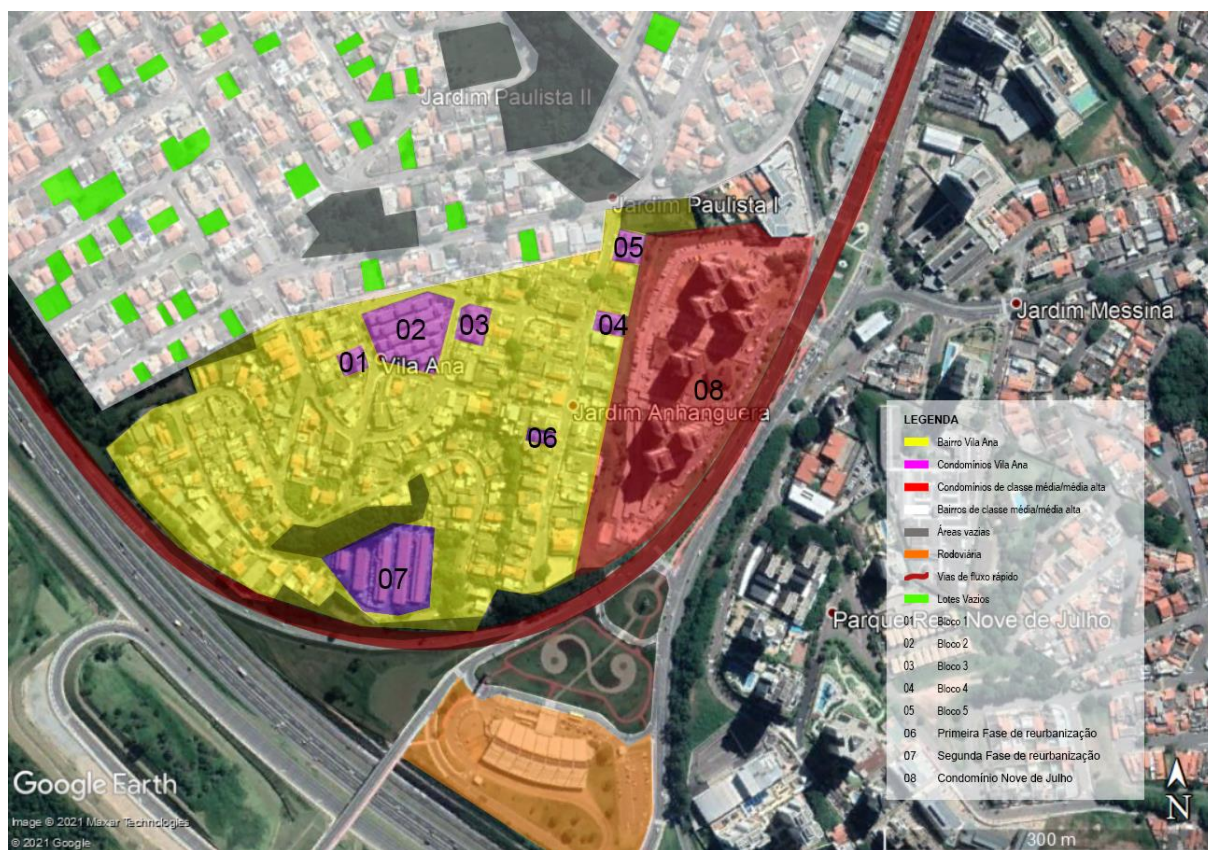 Jardim Paulista II
Jardim Paulista I
05
02
03
04
01
Vila Ana
Jardim Messina
08
Jardim Anhanguera
06
07
Parque Res. Nove de Julho
LEGENDA
Bairro Vila Ana
Condomínios Vila Ana
Condomínios de classe média/média alta
Bairros de classe média/média alta
Áreas vazias
Rodoviária
Vias de fluxo rápido
Lotes Vazios
01 Bloco 1
02 Bloco 2
03 Bloco 3
04 Bloco 4
05 Bloco 5
06 Primeira Fase de reurbanização
07 Segunda Fase de reurbanização
08 Condomínio Nove de Julho
Google Earth
Image © 2021 Maxar Technologies
© 2021 Google
300 m
N